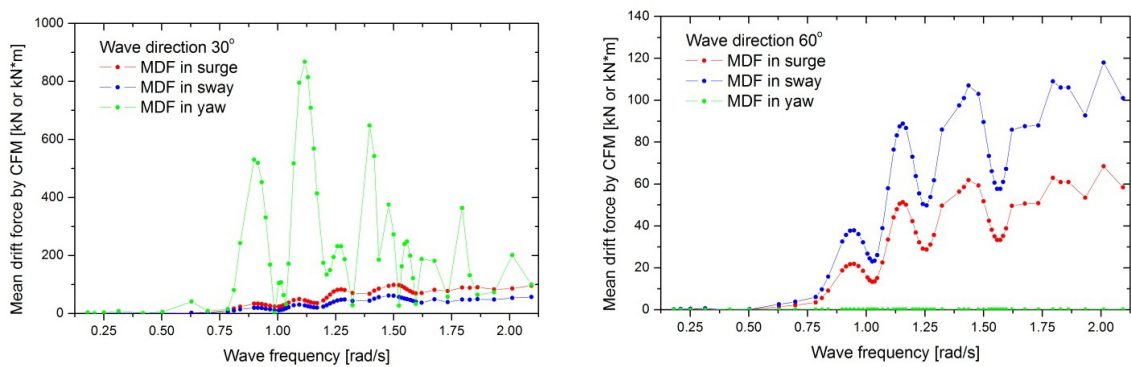 Mean drift force by CFM [kN or kN*m]
1000
800
600
400
200
0
Wave direction 30°
MDF in surge
MDF in sway
MDF in yaw
0.25 0.50 0.75 1.00 1.25 1.50 1.75 2.00
Wave frequency [rad/s]
Mean drift force by CFM [kN or kN*m]
140
120
100
80
60
40
20
0
Wave direction 60°
MDF in surge
MDF in sway
MDF in yaw
0.25 0.50 0.75 1.00 1.25 1.50 1.75 2.00
Wave frequency [rad/s]